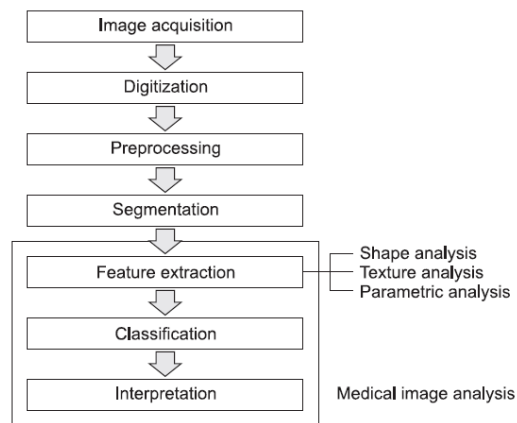 Image acquisition
Digitization
Preprocessing
Segmentation
Feature extraction
Shape analysis
Texture analysis
Parametric analysis
Classification
Interpretation
Medical image analysis